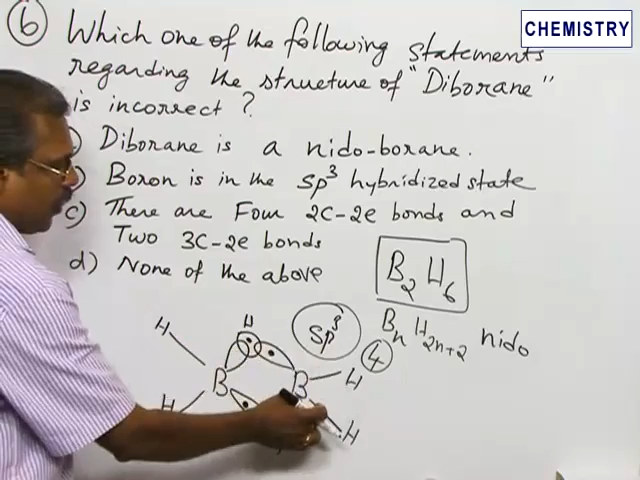 CHEMISTRY
6 Which one of the following statements
regarding the structure of "Diborane"
is incorrect ?
) Diborane is a nido-borane.
) Boron is in the sp³ hybridized state
c) There are Four 2c-2e bonds and
Two 3c-2e bonds
d) None of the above
B₂H₆
BₙH₂ₙ₊₂ nido
sp³
4
H
H
B
B
H
H
H